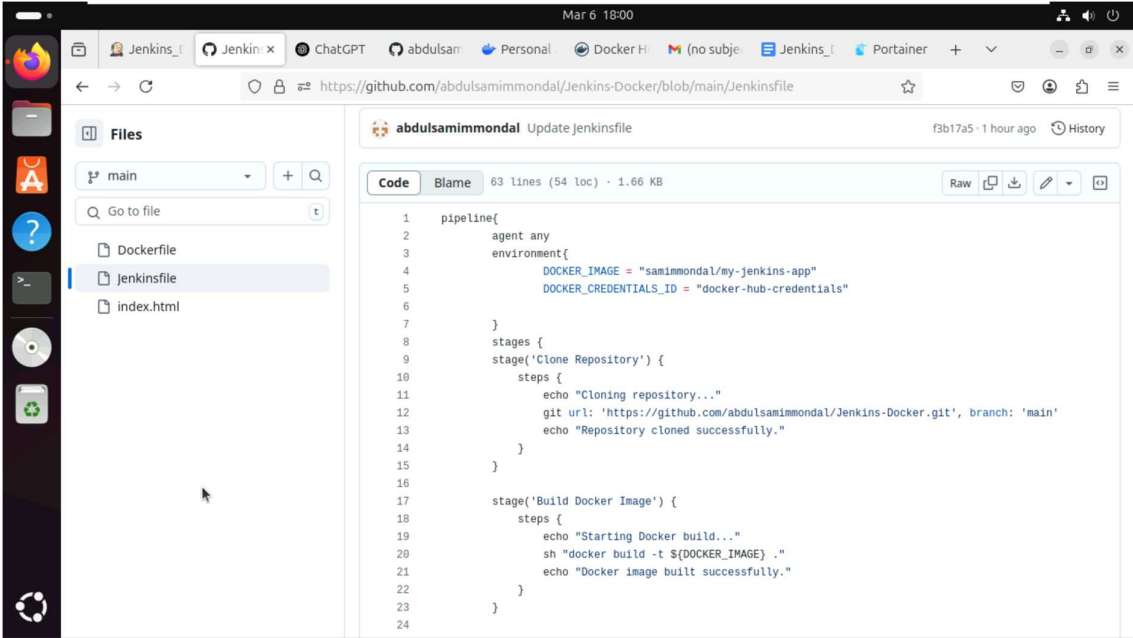 Mar 6 18:00
Jenkins_D
Jenkins
ChatGPT
abdulsam
Personal
Docker H
(no subje
Jenkins_D
Portainer
https://github.com/abdulsamimmondal/Jenkins-Docker/blob/main/Jenkinsfile
Files
main
Go to file
t
Dockerfile
Jenkinsfile
index.html
abdulsamimmondal Update Jenkinsfile
f3b17a5 · 1 hour ago
History
Code
Blame
63 lines (54 loc) · 1.66 KB
Raw
1 pipeline{
2 agent any
3 environment{
4 DOCKER_IMAGE = "samimmondal/my-jenkins-app"
5 DOCKER_CREDENTIALS_ID = "docker-hub-credentials"
6
7 }
8 stages {
9 stage('Clone Repository') {
10 steps {
11 echo "Cloning repository..."
12 git url: 'https://github.com/abdulsamimmondal/Jenkins-Docker.git', branch: 'main'
13 echo "Repository cloned successfully."
14 }
15 }
16
17 stage('Build Docker Image') {
18 steps {
19 echo "Starting Docker build..."
20 sh "docker build -t ${DOCKER_IMAGE} ."
21 echo "Docker image built successfully."
22 }
23 }
24